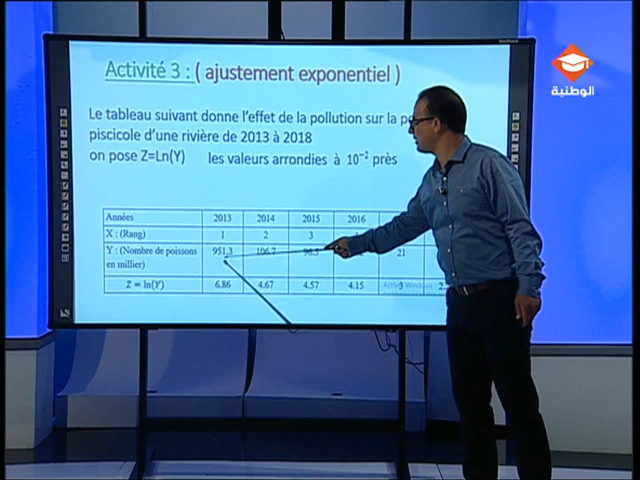 الوطنية
Activité 3 : ( ajustement exponentiel )
Le tableau suivant donne l'effet de la pollution sur la
piscicole d'une rivière de 2013 à 2018
on pose Z=Ln(Y) les valeurs arrondies à 10⁻² près
Années 2013 2014 2015 2016
X : (Rang) 1 2 3
Y : (Nombre de poissons en millier) 951.3 106.7 21
Z = ln(Y) 6.86 4.67 4.57 4.15 3 2